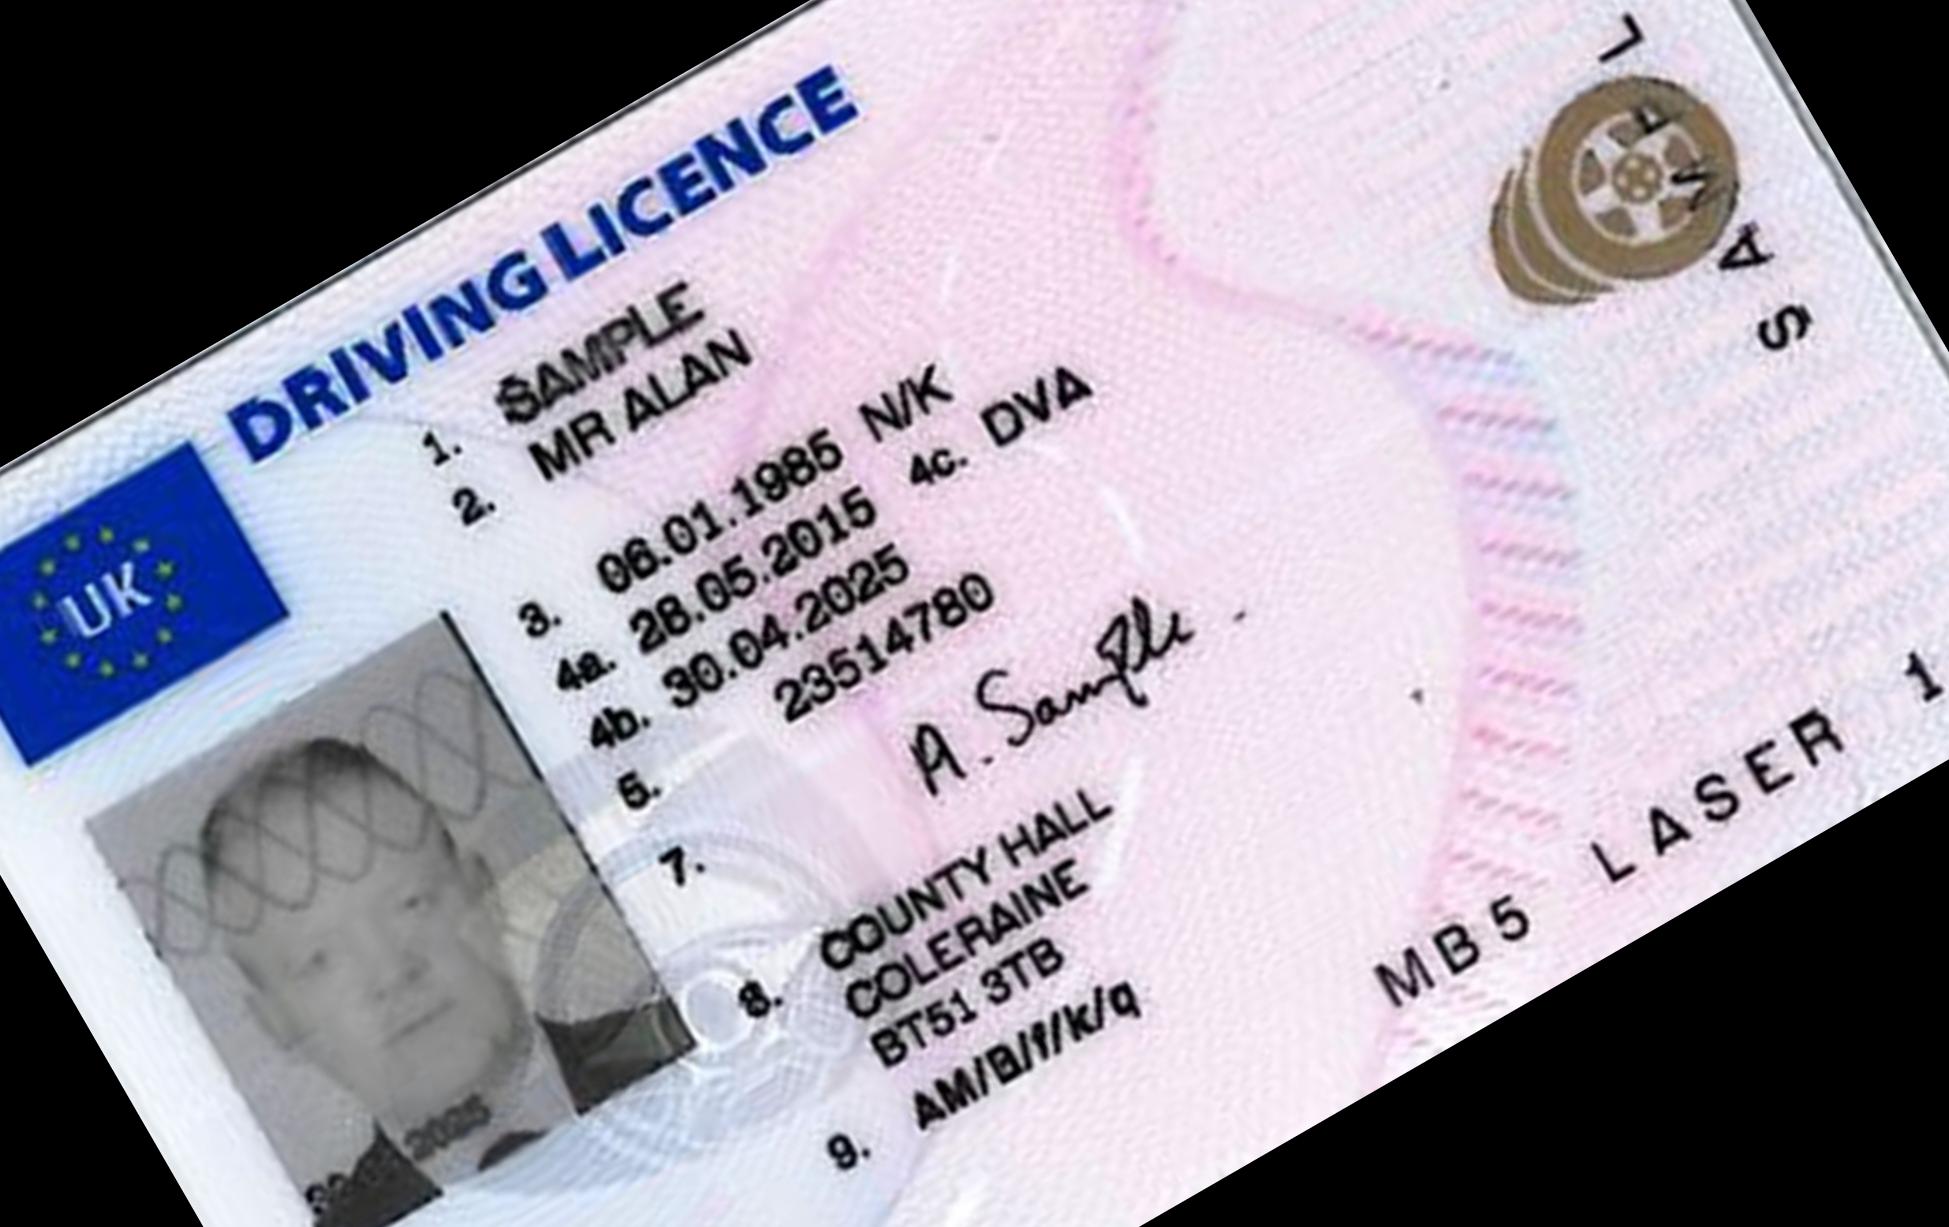 DRIVING LICENCE
UK
1. SAMPLE
2. MR ALAN
3. 06.01.1985 N/K
4a. 28.05.2015 4c. DVA
4b. 30.04.2025
5. 23514780
7. A. Sample
8. COUNTY HALL
COLERAINE
BT51 3TB
9. AM/B/f/k/q
2025
S A M P L
MB5 LASER 1